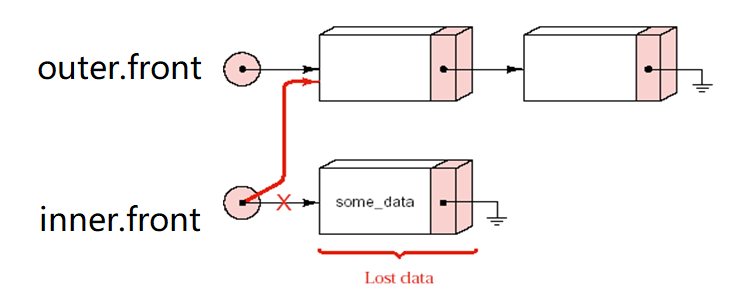 outer.front
inner.front
some_data
Lost data